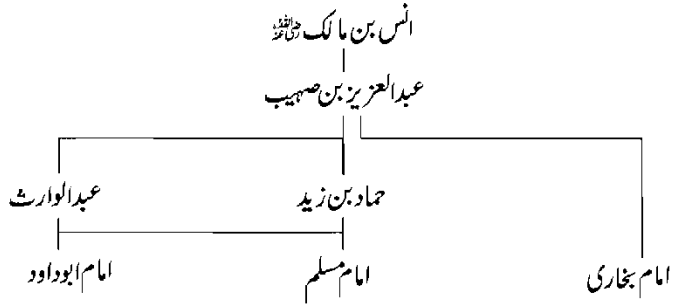 انس بن مالک رضی اللہ عنہ
عبدالعزیز بن صہیب
حماد بن زید عبدالوارث
امام بخاری امام مسلم امام ابوداود